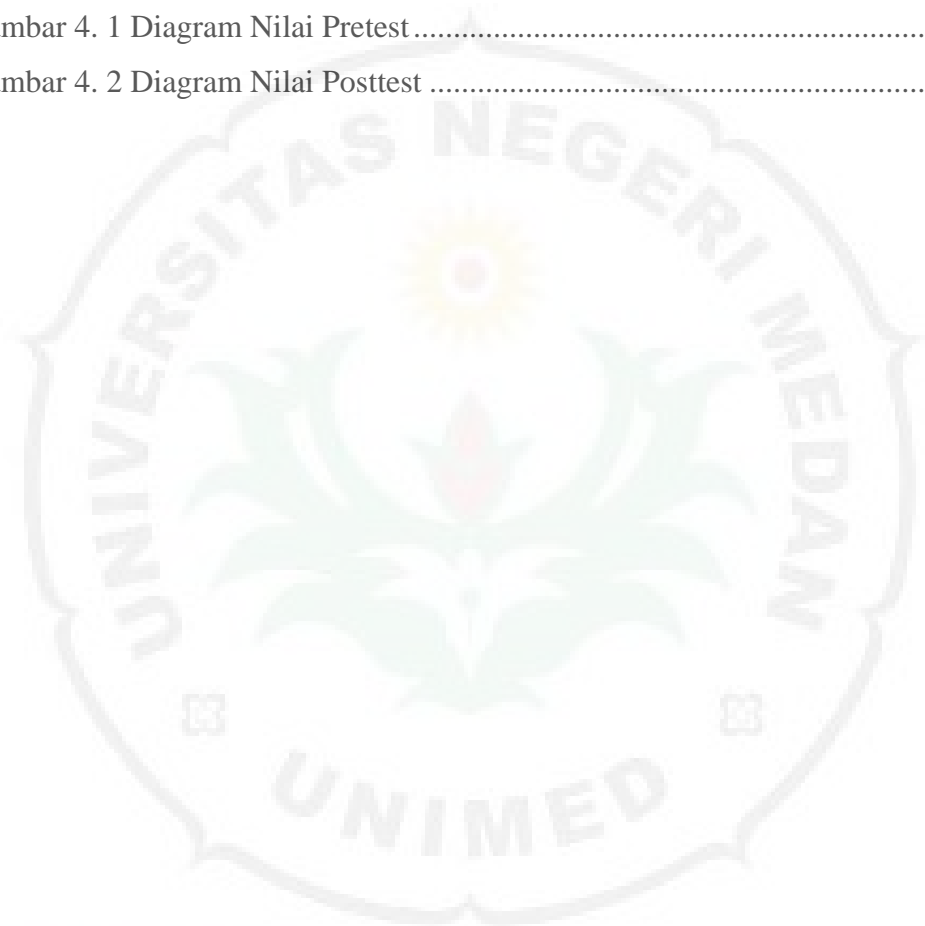 mbar 4. 1 Diagram Nilai Pretest........................................................................
mbar 4. 2 Diagram Nilai Posttest .....................................................................
UNIVERSITAS NEGERI MEDAN
UNIMED